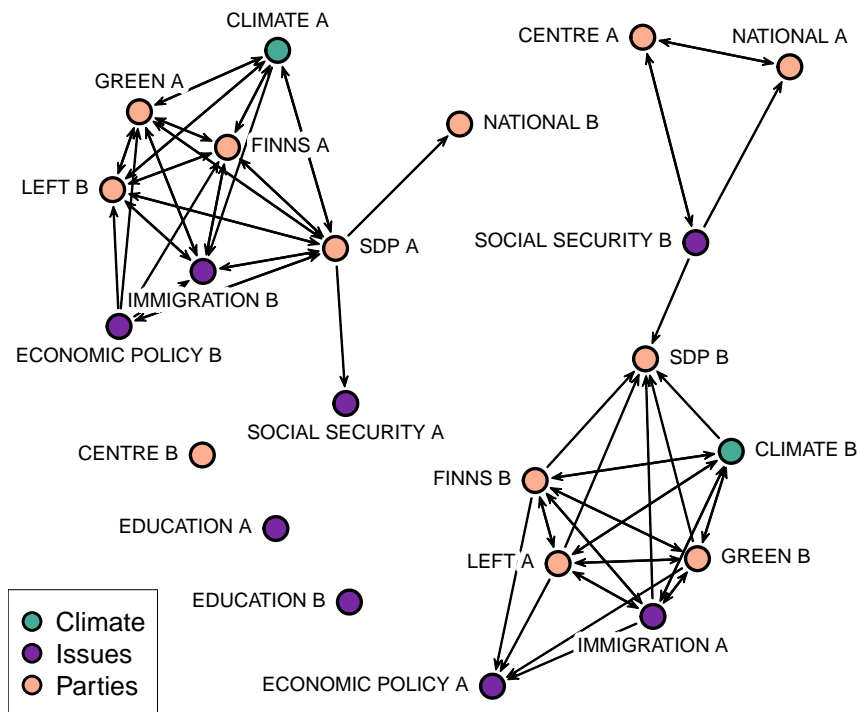 CLIMATE A
CENTRE A
NATIONAL A
GREEN A
NATIONAL B
FINNS A
LEFT B
SDP A
SOCIAL SECURITY B
IMMIGRATION B
ECONOMIC POLICY B
SDP B
SOCIAL SECURITY A
CENTRE B
CLIMATE B
FINNS B
EDUCATION A
LEFT A
GREEN B
EDUCATION B
IMMIGRATION A
ECONOMIC POLICY A
Climate
Issues
Parties